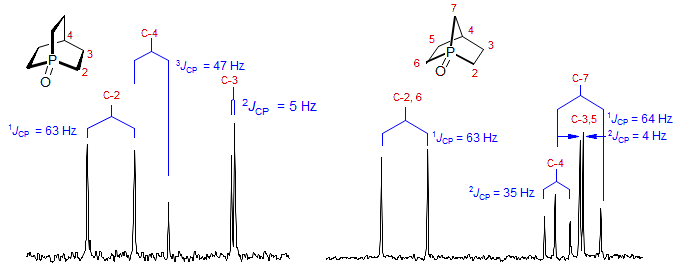 4
3
P
2
O
C-4
³J_CP = 47 Hz
C-3
²J_CP = 5 Hz
C-2
¹J_CP = 63 Hz
7
4
5
3
P
6
O
2
C-2, 6
¹J_CP = 63 Hz
C-7
¹J_CP = 64 Hz
C-3,5
²J_CP = 4 Hz
C-4
²J_CP = 35 Hz